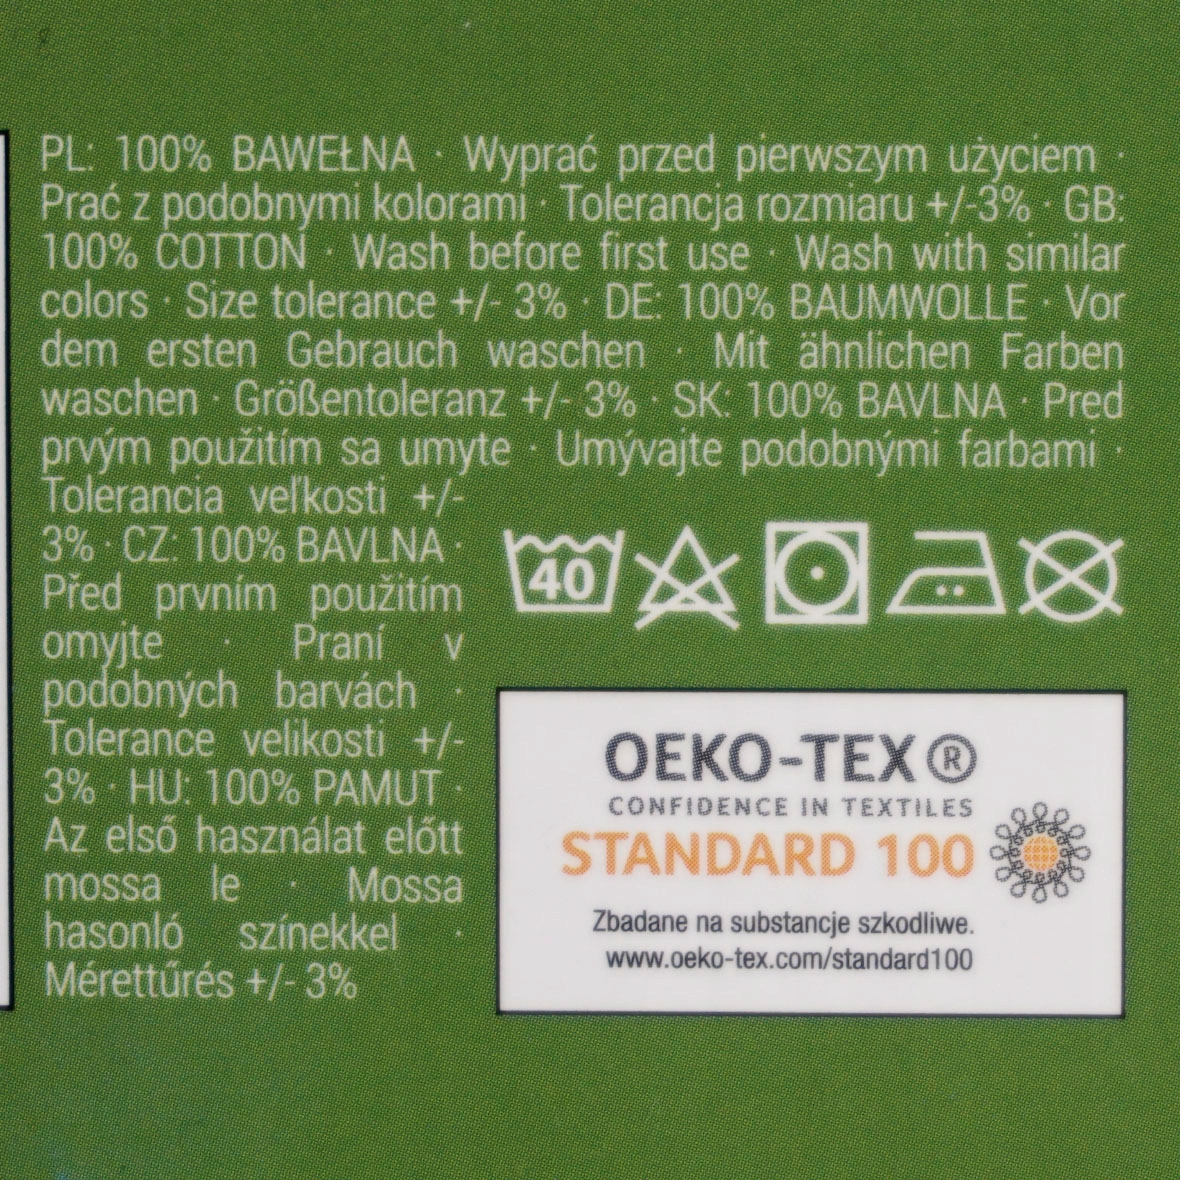 PL: 100% BAWEŁNA · Wyprać przed pierwszym użyciem ·
Prać z podobnymi kolorami · Tolerancja rozmiaru +/-3% · GB:
100% COTTON · Wash before first use · Wash with similar
colors · Size tolerance +/- 3% · DE: 100% BAUMWOLLE · Vor
dem ersten Gebrauch waschen · Mit ähnlichen Farben
waschen · Größentoleranz +/- 3% · SK: 100% BAVLNA · Pred
prvým použitím sa umyte · Umývajte podobnými farbami ·
Tolerancia veľkosti +/-
3% · CZ: 100% BAVLNA ·
Před prvním použitím
omyjte · Praní v
podobných barvách ·
Tolerance velikosti +/-
3% · HU: 100% PAMUT ·
Az első használat előtt
mossa le · Mossa
hasonló színekkel ·
Mérettűrés +/- 3%
40
OEKO-TEX®
CONFIDENCE IN TEXTILES
STANDARD 100
Zbadane na substancje szkodliwe.
www.oeko-tex.com/standard100